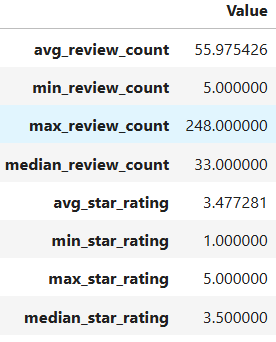 Value
avg_review_count 55.975426
min_review_count 5.000000
max_review_count 248.000000
median_review_count 33.000000
avg_star_rating 3.477281
min_star_rating 1.000000
max_star_rating 5.000000
median_star_rating 3.500000